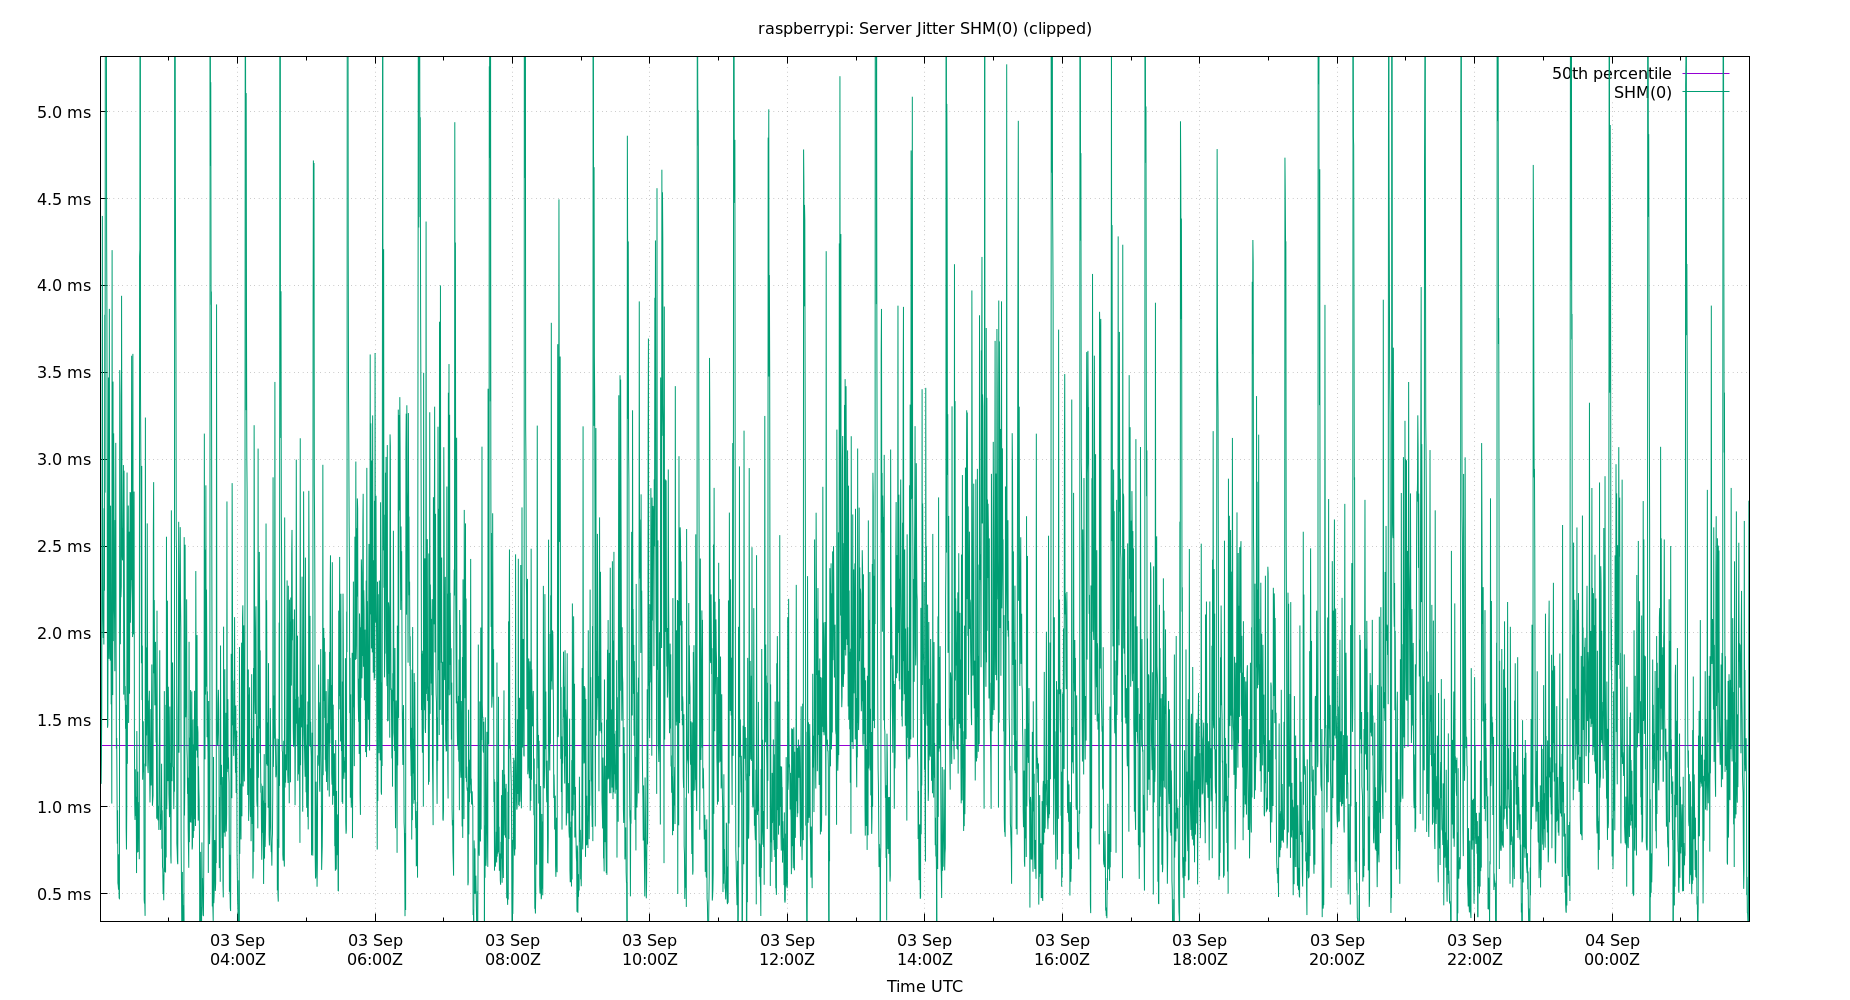 raspberrypi: Server Jitter SHM(0) (clipped)
50th percentile
SHM(0)
5.0 ms
4.5 ms
4.0 ms
3.5 ms
3.0 ms
2.5 ms
2.0 ms
1.5 ms
1.0 ms
0.5 ms
03 Sep 03 Sep 03 Sep 03 Sep 03 Sep 03 Sep 03 Sep 03 Sep 03 Sep 03 Sep 04 Sep
04:00Z 06:00Z 08:00Z 10:00Z 12:00Z 14:00Z 16:00Z 18:00Z 20:00Z 22:00Z 00:00Z
Time UTC